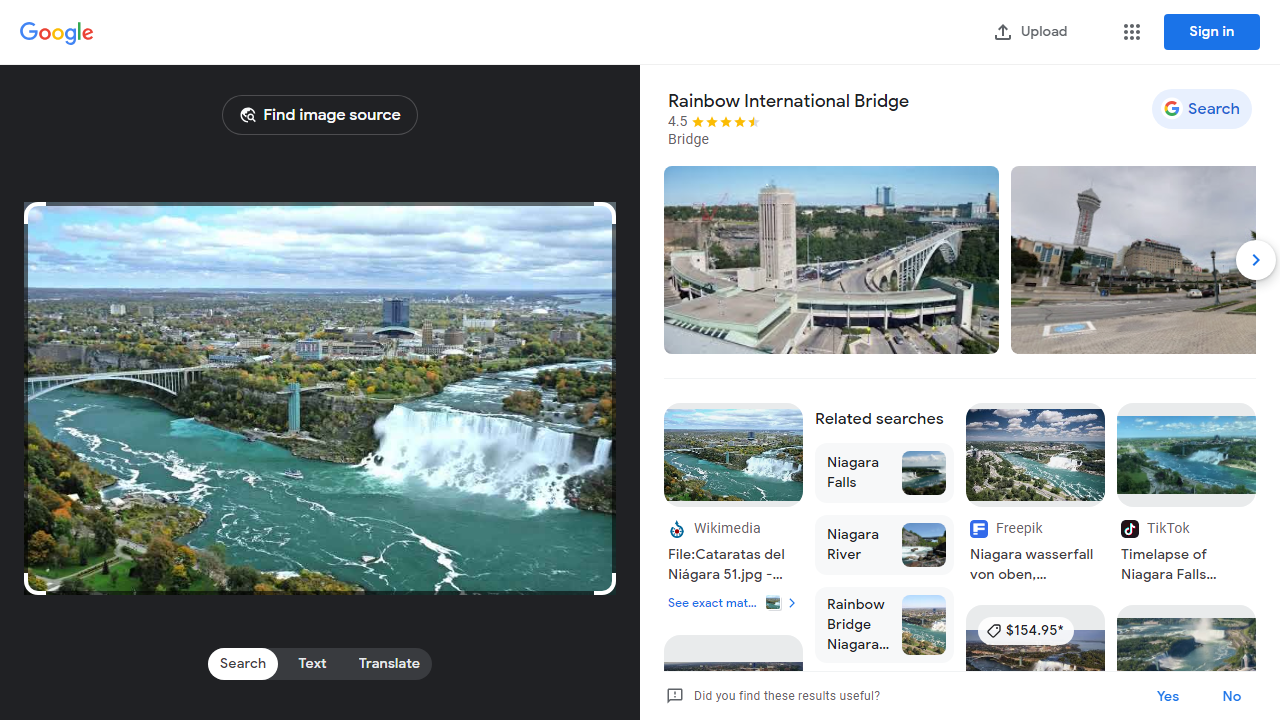 Google
Upload
Sign in
Find image source
Rainbow International Bridge
4.5
Bridge
Search
Related searches
Niagara
Falls
Niagara
River
Rainbow
Bridge
Niagara...
Wikimedia
File:Cataratas del
Niágara 51.jpg -...
See exact mat...
Freepik
Niagara wasserfall
von oben,...
TikTok
Timelapse of
Niagara Falls...
$154.95*
Search
Text
Translate
Did you find these results useful?
Yes
No